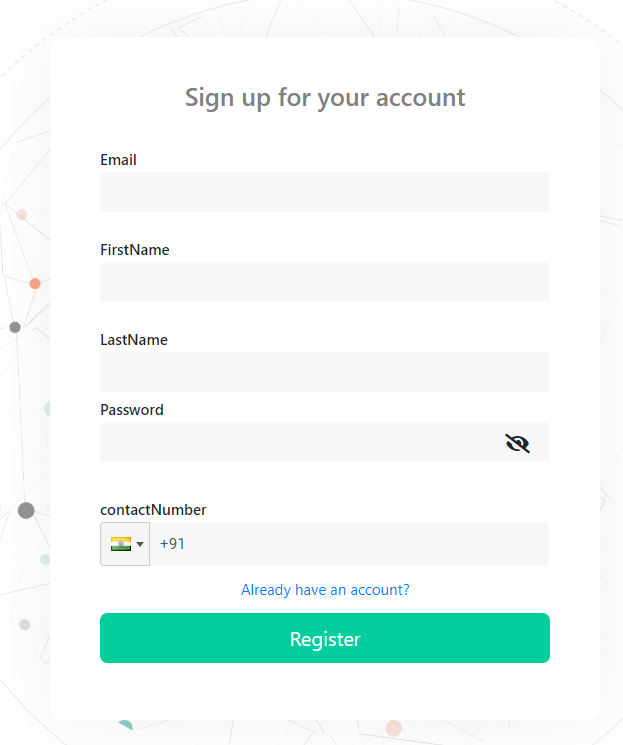 Sign up for your account
Email
FirstName
LastName
Password
contactNumber
+91
Already have an account?
Register